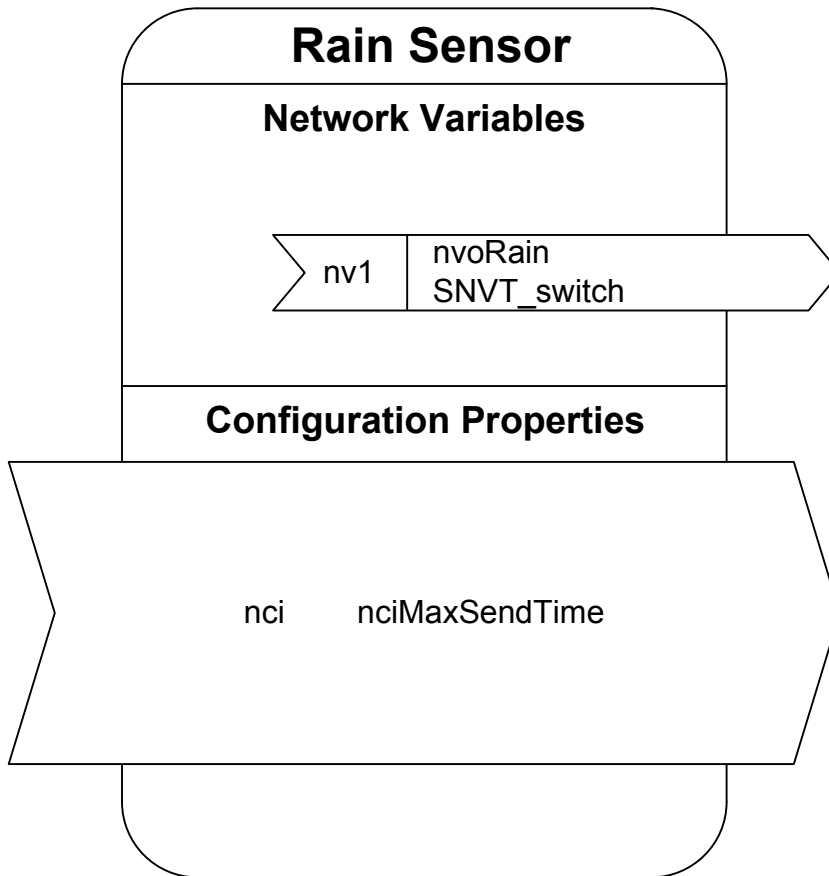 Rain Sensor
Network Variables
nv1
nvoRain
SNVT_switch
Configuration Properties
nci nciMaxSendTime